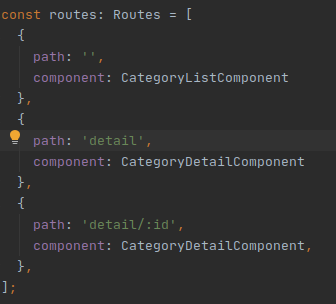 const routes: Routes = [
  {
    path: '',
    component: CategoryListComponent
  },
  {
    path: 'detail',
    component: CategoryDetailComponent
  },
  {
    path: 'detail/:id',
    component: CategoryDetailComponent,
  },
];